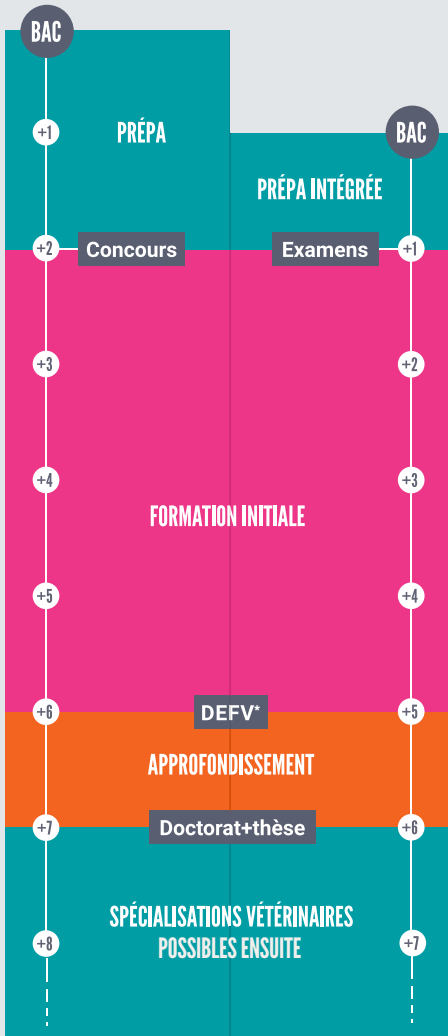 BAC
+1
PRÉPA
BAC
PRÉPA INTÉGRÉE
+2
Concours
Examens
+1
+3
+2
+4
+3
FORMATION INITIALE
+5
+4
+6
DEFV*
+5
APPROFONDISSEMENT
+7
Doctorat+thèse
+6
SPÉCIALISATIONS VÉTÉRINAIRES
POSSIBLES ENSUITE
+8
+7